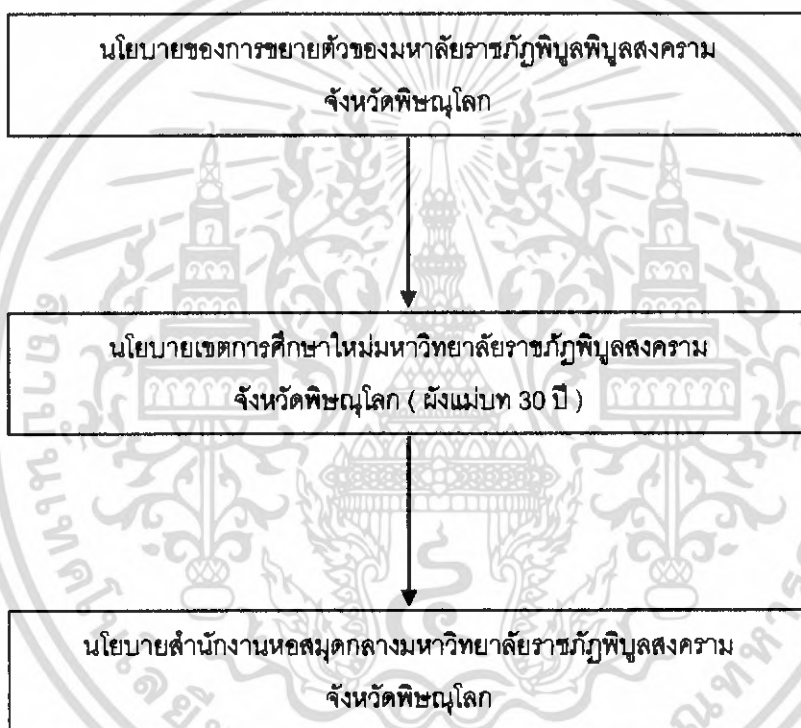 นโยบายของการขยายตัวของมหาลัยราชภัฏพิบูลพิบูลสงคราม
จังหวัดพิษณุโลก
นโยบายเขตการศึกษาใหม่มหาวิทยาลัยราชภัฏพิบูลสงคราม
จังหวัดพิษณุโลก ( ผังแม่บท 30 ปี )
นโยบายสำนักงานหอสมุดกลางมหาวิทยาลัยราชภัฏพิบูลสงคราม
จังหวัดพิษณุโลก